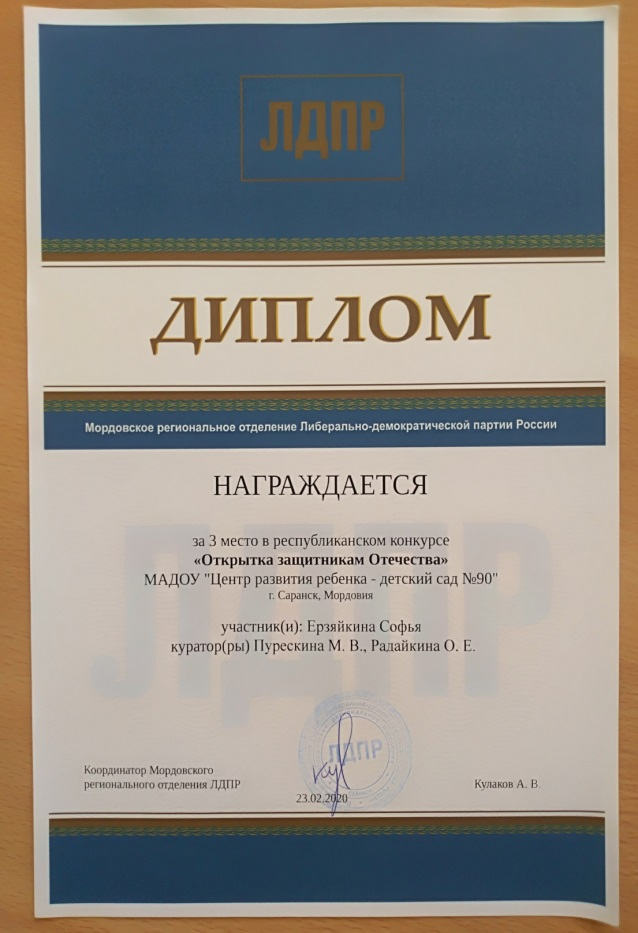 ЛДПР
ДИПЛОМ
Мордовское региональное отделение Либерально-демократической партии России
НАГРАЖДАЕТСЯ
за 3 место в республиканском конкурсе
«Открытка защитникам Отечества»
МАДОУ "Центр развития ребенка - детский сад №90"
г. Саранск, Мордовия
участник(и): Ерзяйкина Софья
куратор(ры) Пурескина М. В., Радайкина О. Е.
ЛДПР
ЛДПР
Координатор Мордовского
регионального отделения ЛДПР
Кулаков А. В.
23.02.2020